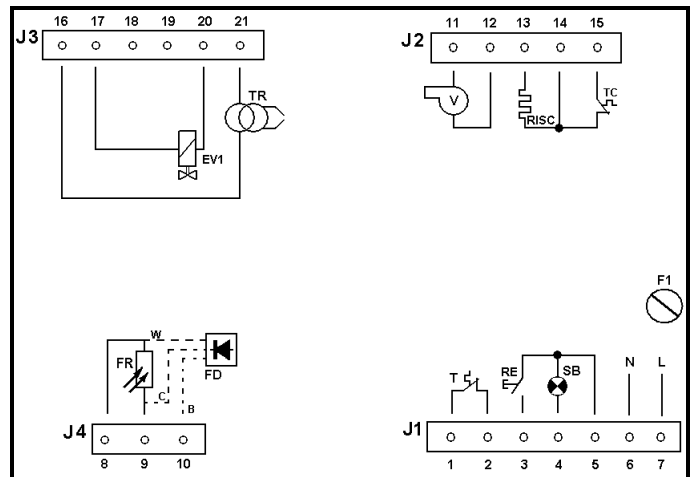 16 17 18 19 20 21
J3
TR
EV1
11 12 13 14 15
J2
V
RISC
TC
F1
W
FR
FD
C
B
J4
8 9 10
T
RE
SB
N L
J1
1 2 3 4 5 6 7